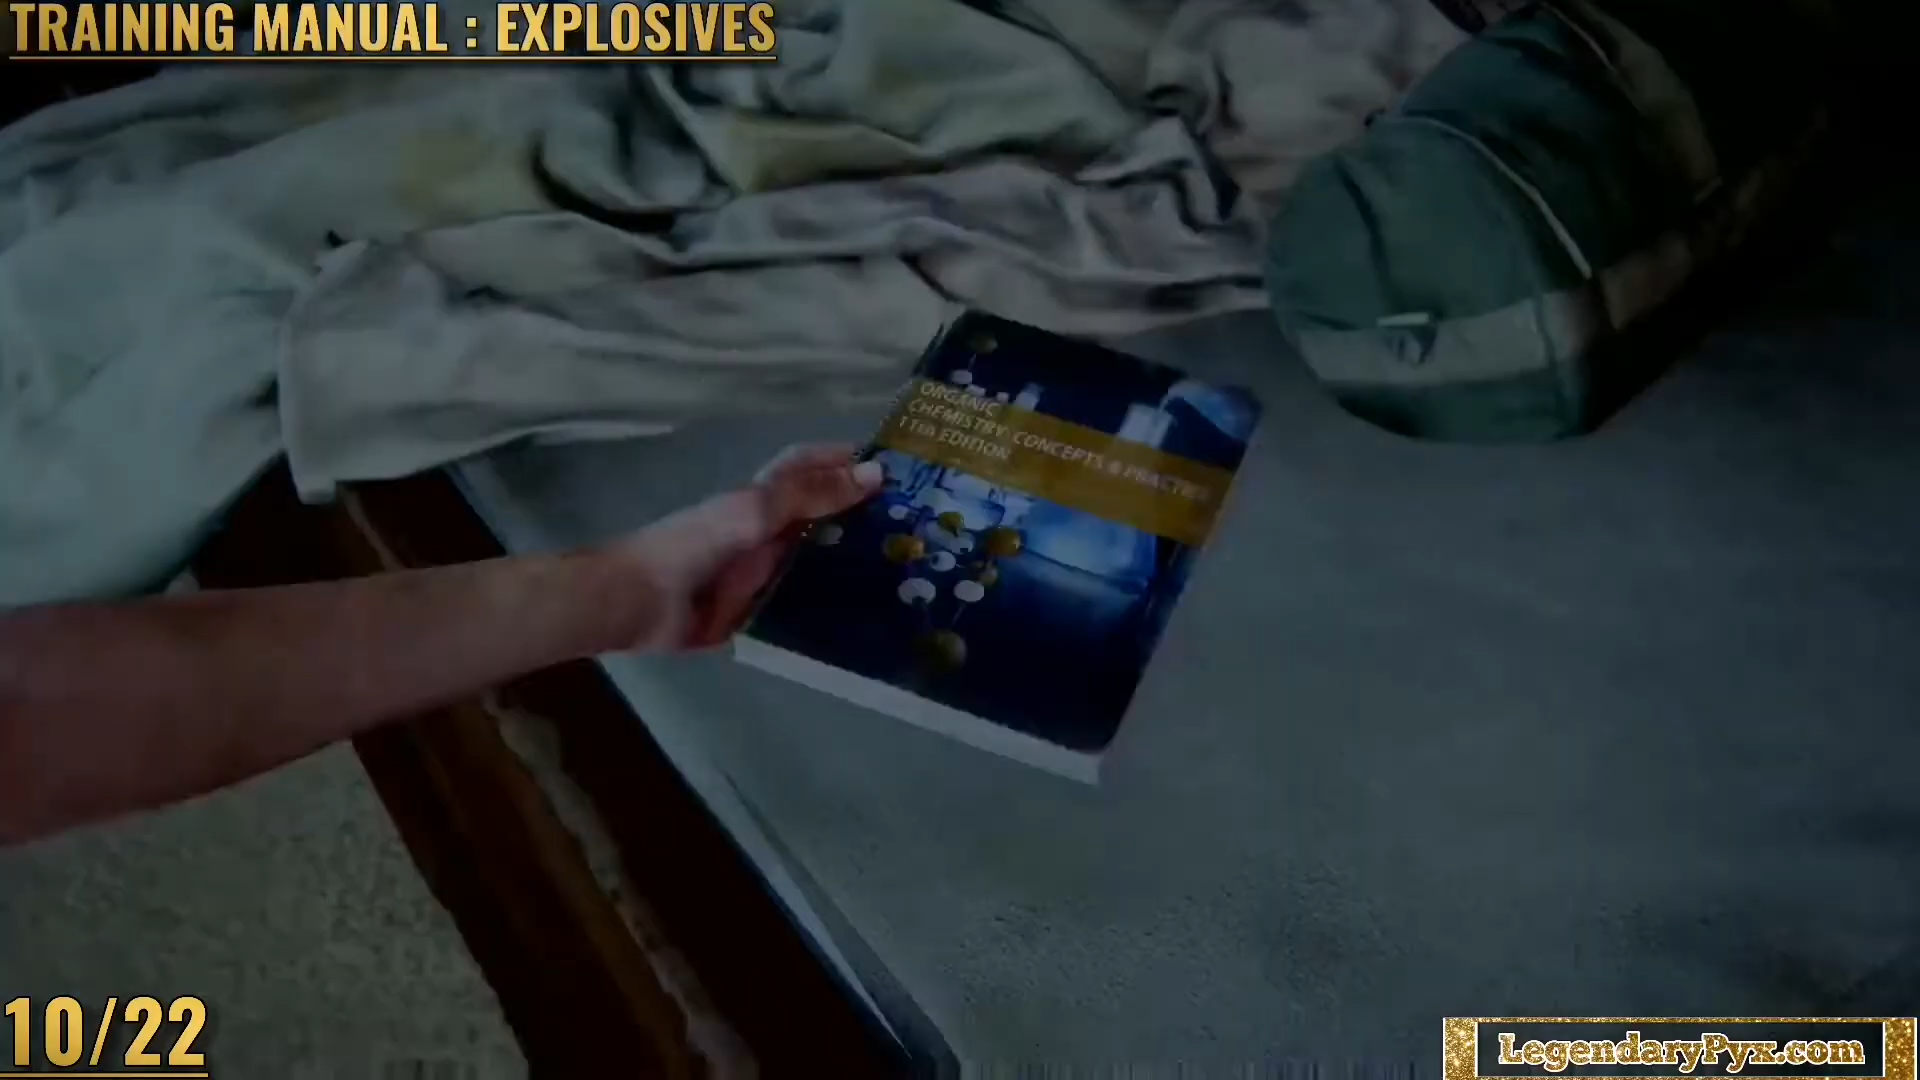 TRAINING MANUAL : EXPLOSIVES
ORGANIC
CHEMISTRY: CONCEPTS & PRACTICE
11th EDITION
10/22
LegendaryPyx.com